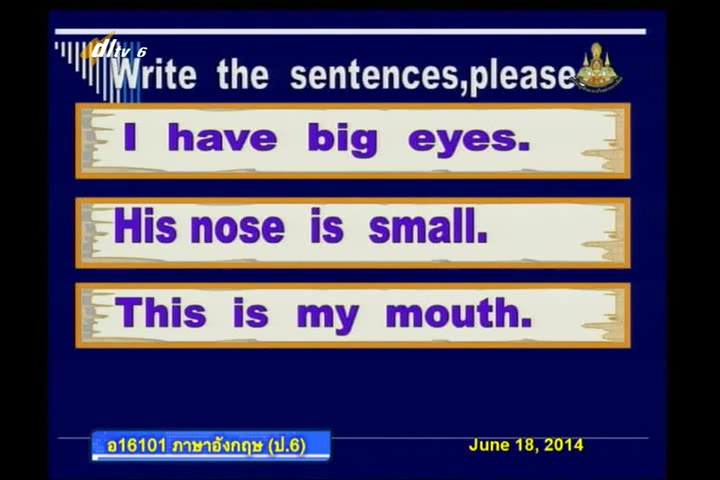 dltv 6
Write the sentences,please
I have big eyes.
His nose is small.
This is my mouth.
อ16101 ภาษาอังกฤษ (ป.6)
June 18, 2014